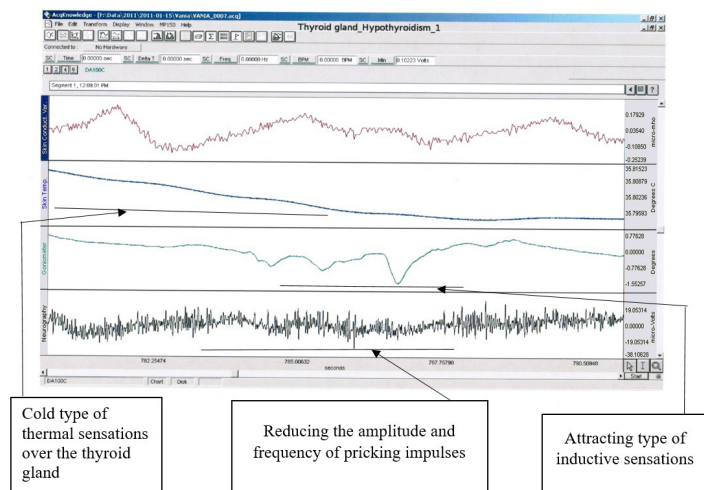 AcqKnowledge - [F:\Data\2011\2011-01-15\Vania\VANIA_0007.acq]
File Edit Transform Display Window MP150 Help
Thyroid gland_Hypothyroidism_1
Connected to : No Hardware
SC Time 0.00000 sec SC Delta T 0.00000 sec SC Freq 0.00000 Hz SC BPM 0.00000 BPM SC Min 0.10223 Volts
1 2 4 6 DA100C
Segment 1, 12:09:01 PM
Skin Conduct. Var.
0.17929
0.03540
-0.10850
-0.25239
micro-mho
Skin Temp.
35.81523
35.80879
35.80236
35.79593
Degrees C
Goniometer
0.77628
0.00000
-0.77628
-1.55257
Degrees
Neurography
19.05314
0.00000
-19.05314
-38.10628
micro-Volts
782.25474 785.08632 787.75790 790.50948
seconds
DA100C Chart Disk Start
Cold type of
thermal sensations
over the thyroid
gland
Reducing the amplitude and
frequency of pricking impulses
Attracting type of
inductive sensations